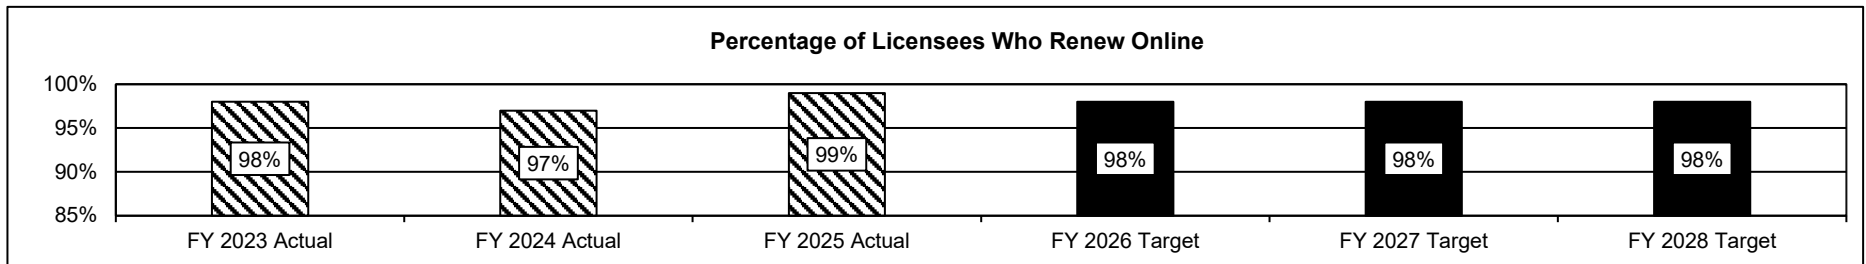 Percentage of Licensees Who Renew Online
100%
95%
90%
85%
98%
97%
99%
98%
98%
98%
FY 2023 Actual
FY 2024 Actual
FY 2025 Actual
FY 2026 Target
FY 2027 Target
FY 2028 Target